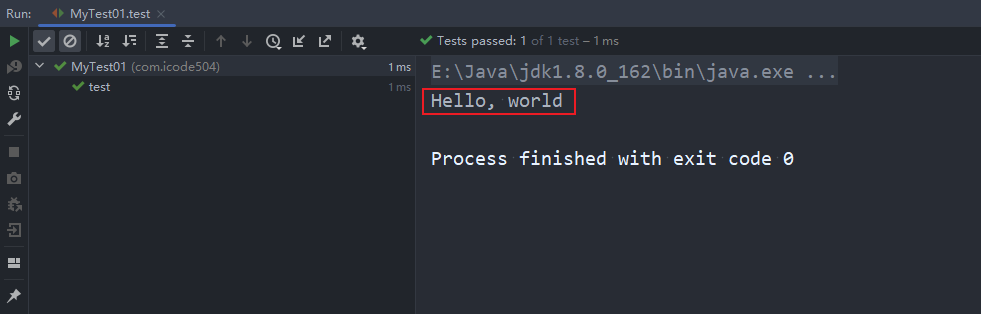 Run: MyTest01.test
Tests passed: 1 of 1 test – 1 ms
MyTest01 (com.icode504) 1 ms
test 1 ms
E:\Java\jdk1.8.0_162\bin\java.exe ...
Hello, world
Process finished with exit code 0